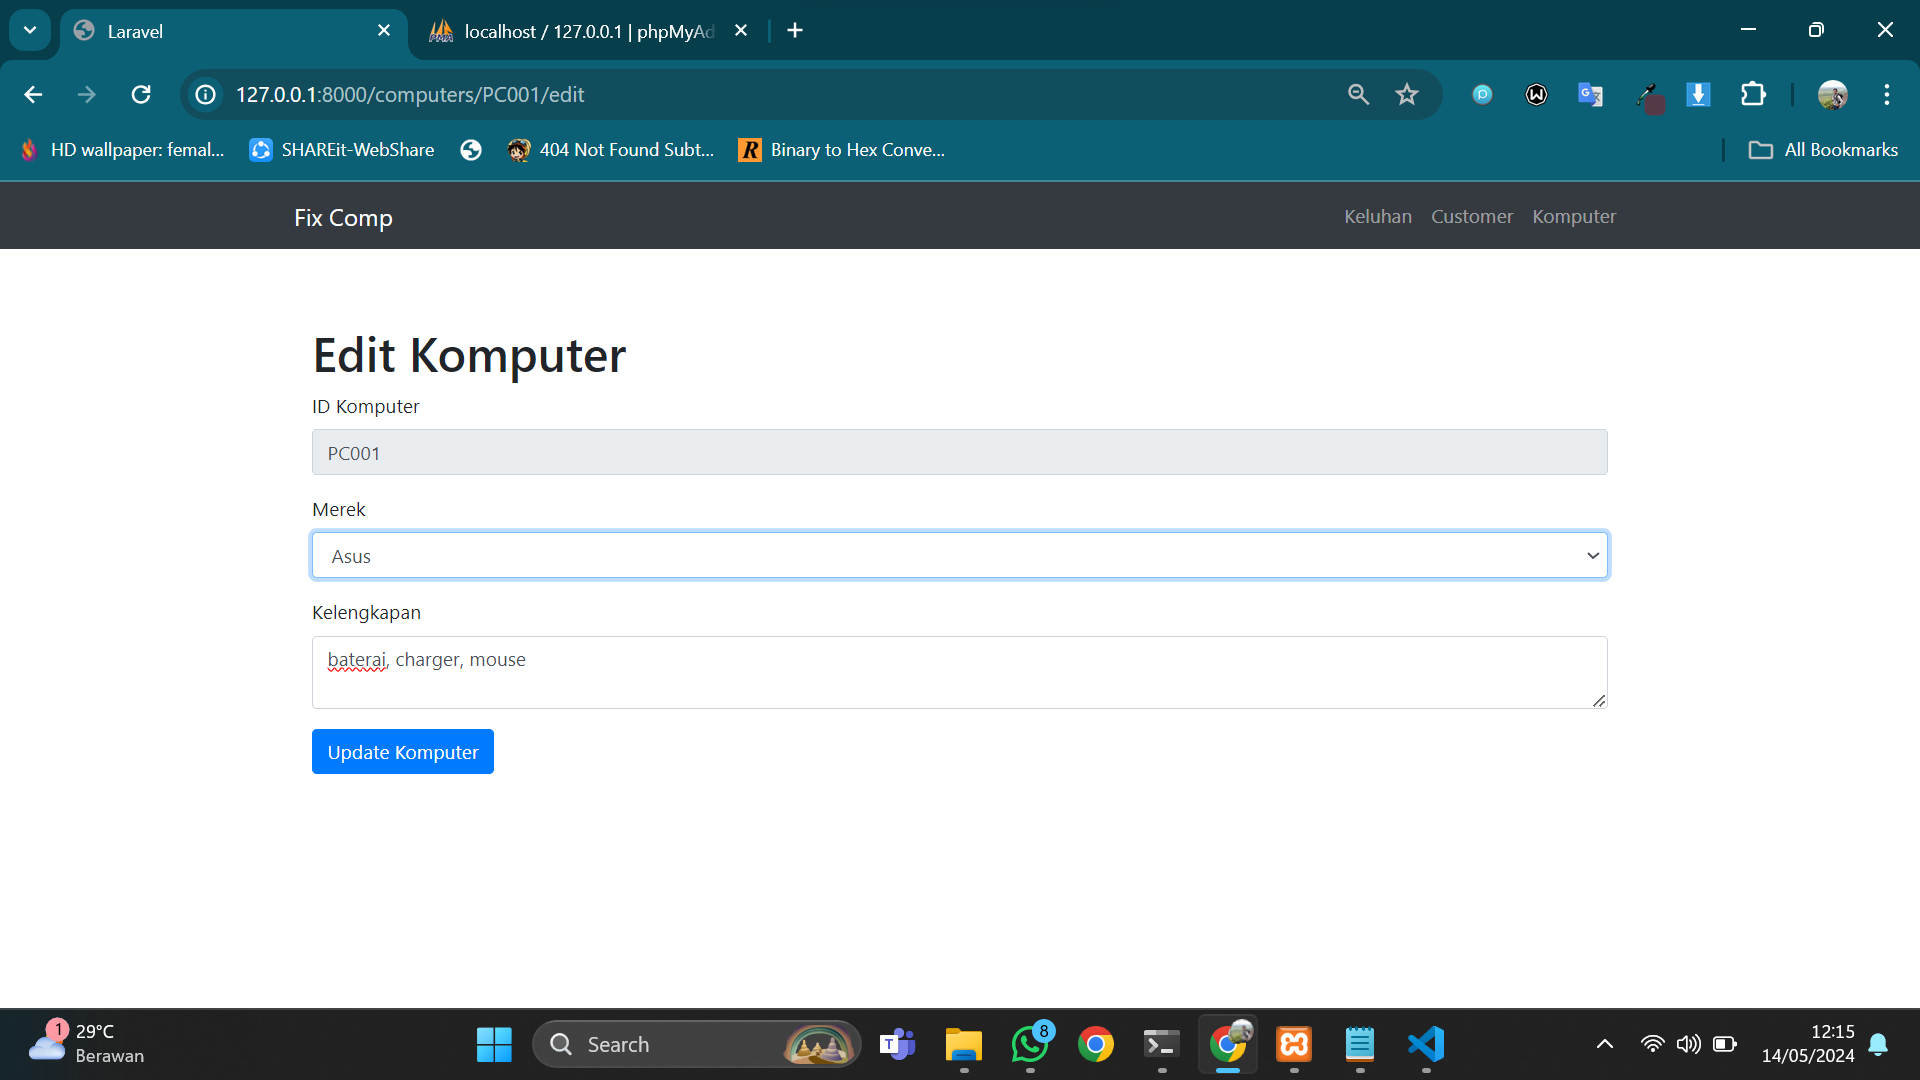 Laravel
localhost / 127.0.0.1 | phpMyAd
127.0.0.1:8000/computers/PC001/edit
HD wallpaper: femal...
SHAREit-WebShare
404 Not Found Subt...
R
Binary to Hex Conve...
All Bookmarks
Fix Comp
Keluhan
Customer
Komputer
Edit Komputer
ID Komputer
PC001
Merek
Asus
Kelengkapan
baterai, charger, mouse
Update Komputer
1
29°C
Berawan
Search
T
8
12:15
14/05/2024